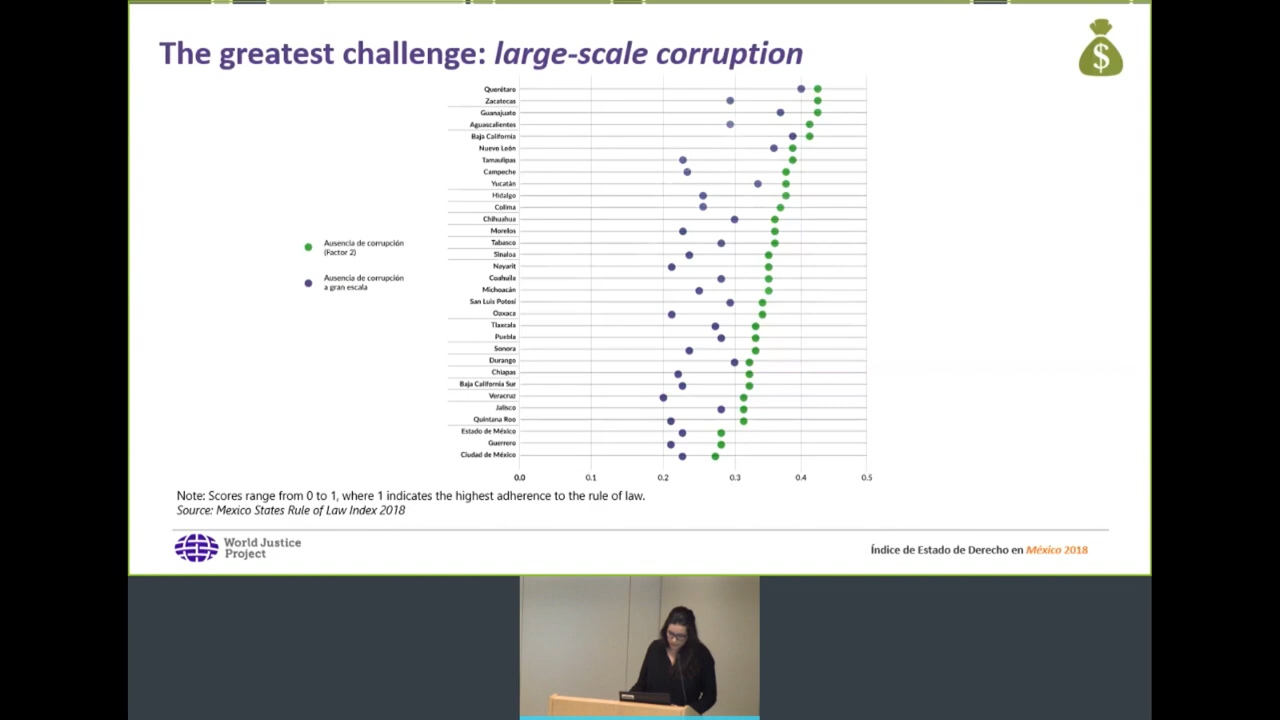 The greatest challenge: large-scale corruption
$
Querétaro
Zacatecas
Guanajuato
Aguascalientes
Baja California
Nuevo León
Tamaulipas
Campeche
Yucatán
Hidalgo
Colima
Chihuahua
Morelos
Tabasco
Sinaloa
Nayarit
Coahuila
Michoacán
San Luis Potosí
Oaxaca
Tlaxcala
Puebla
Sonora
Durango
Chiapas
Baja California Sur
Veracruz
Jalisco
Quintana Roo
Estado de México
Guerrero
Ciudad de México
Ausencia de corrupción
(Factor 2)
Ausencia de corrupción
a gran escala
0.0 0.1 0.2 0.3 0.4 0.5
Note: Scores range from 0 to 1, where 1 indicates the highest adherence to the rule of law.
Source: Mexico States Rule of Law Index 2018
World Justice
Project
Índice de Estado de Derecho en México 2018